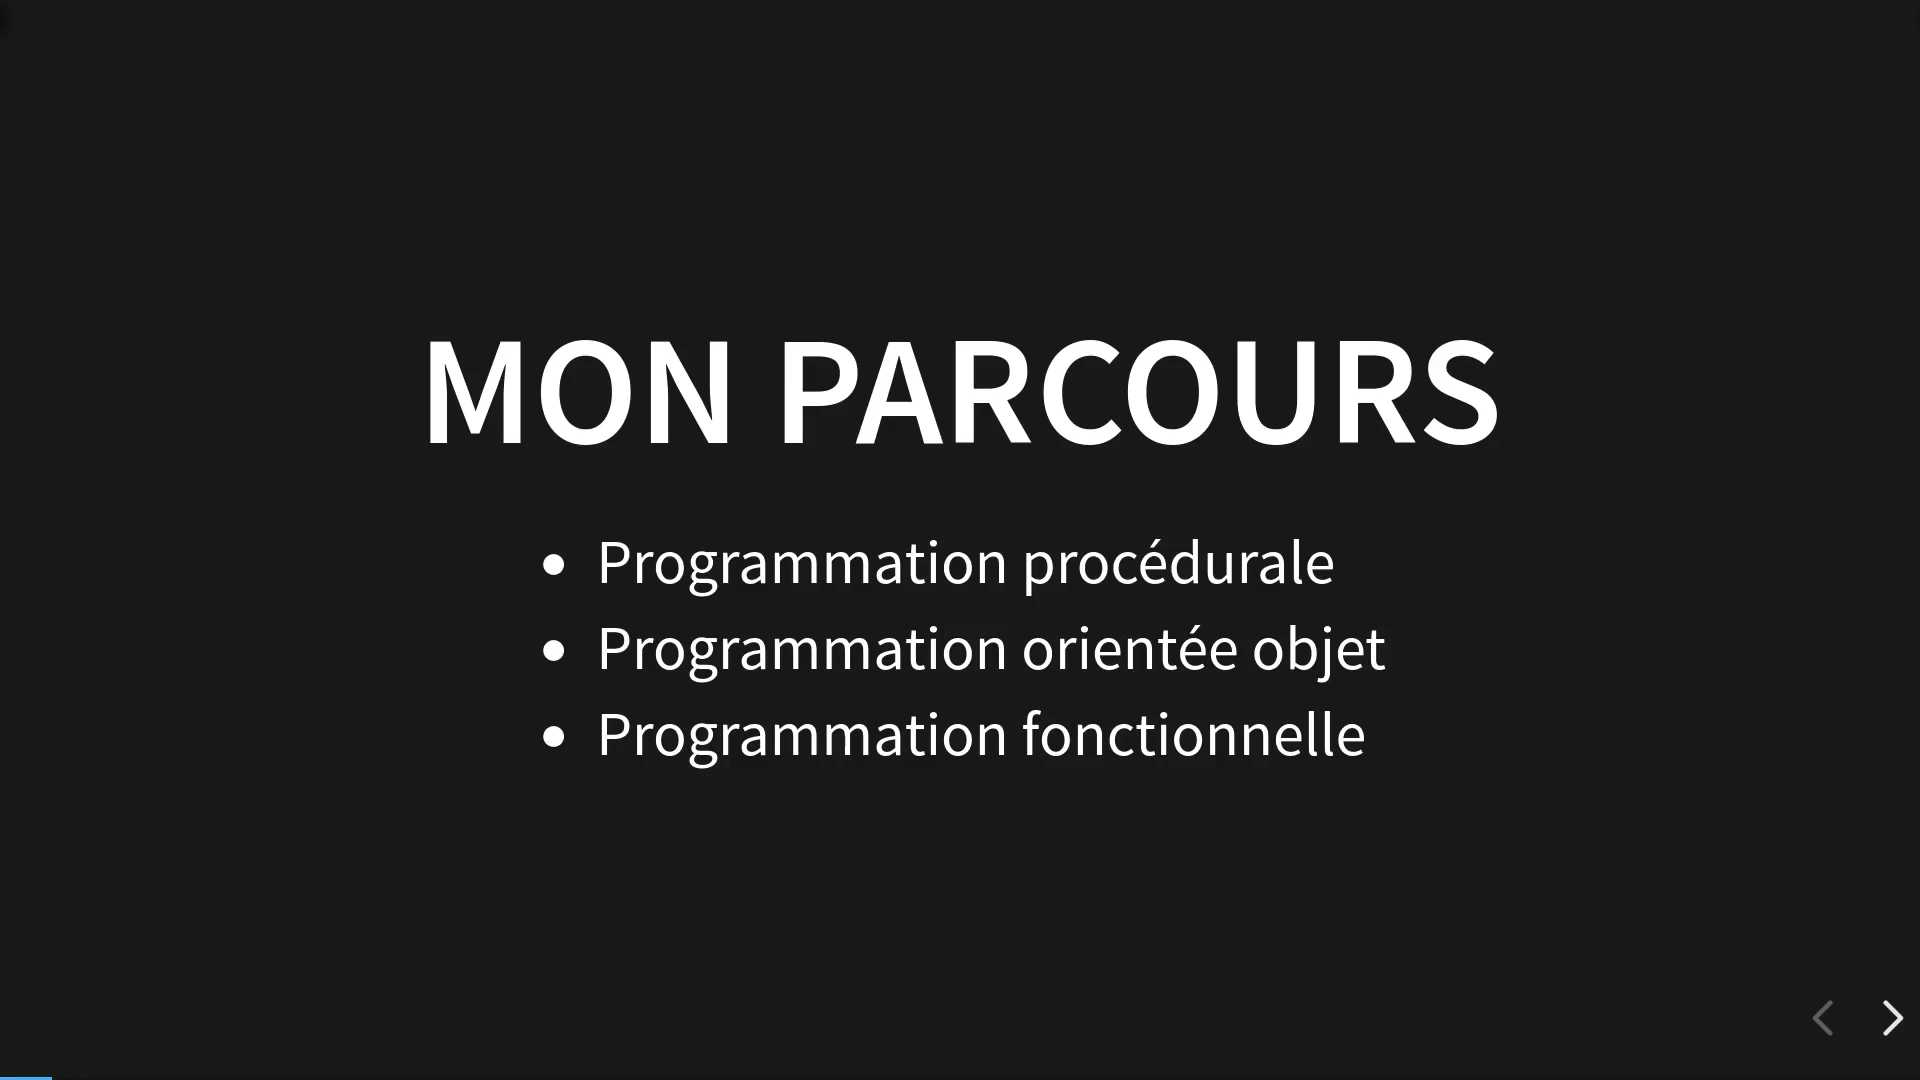 MON PARCOURS
Programmation procédurale
Programmation orientée objet
Programmation fonctionnelle